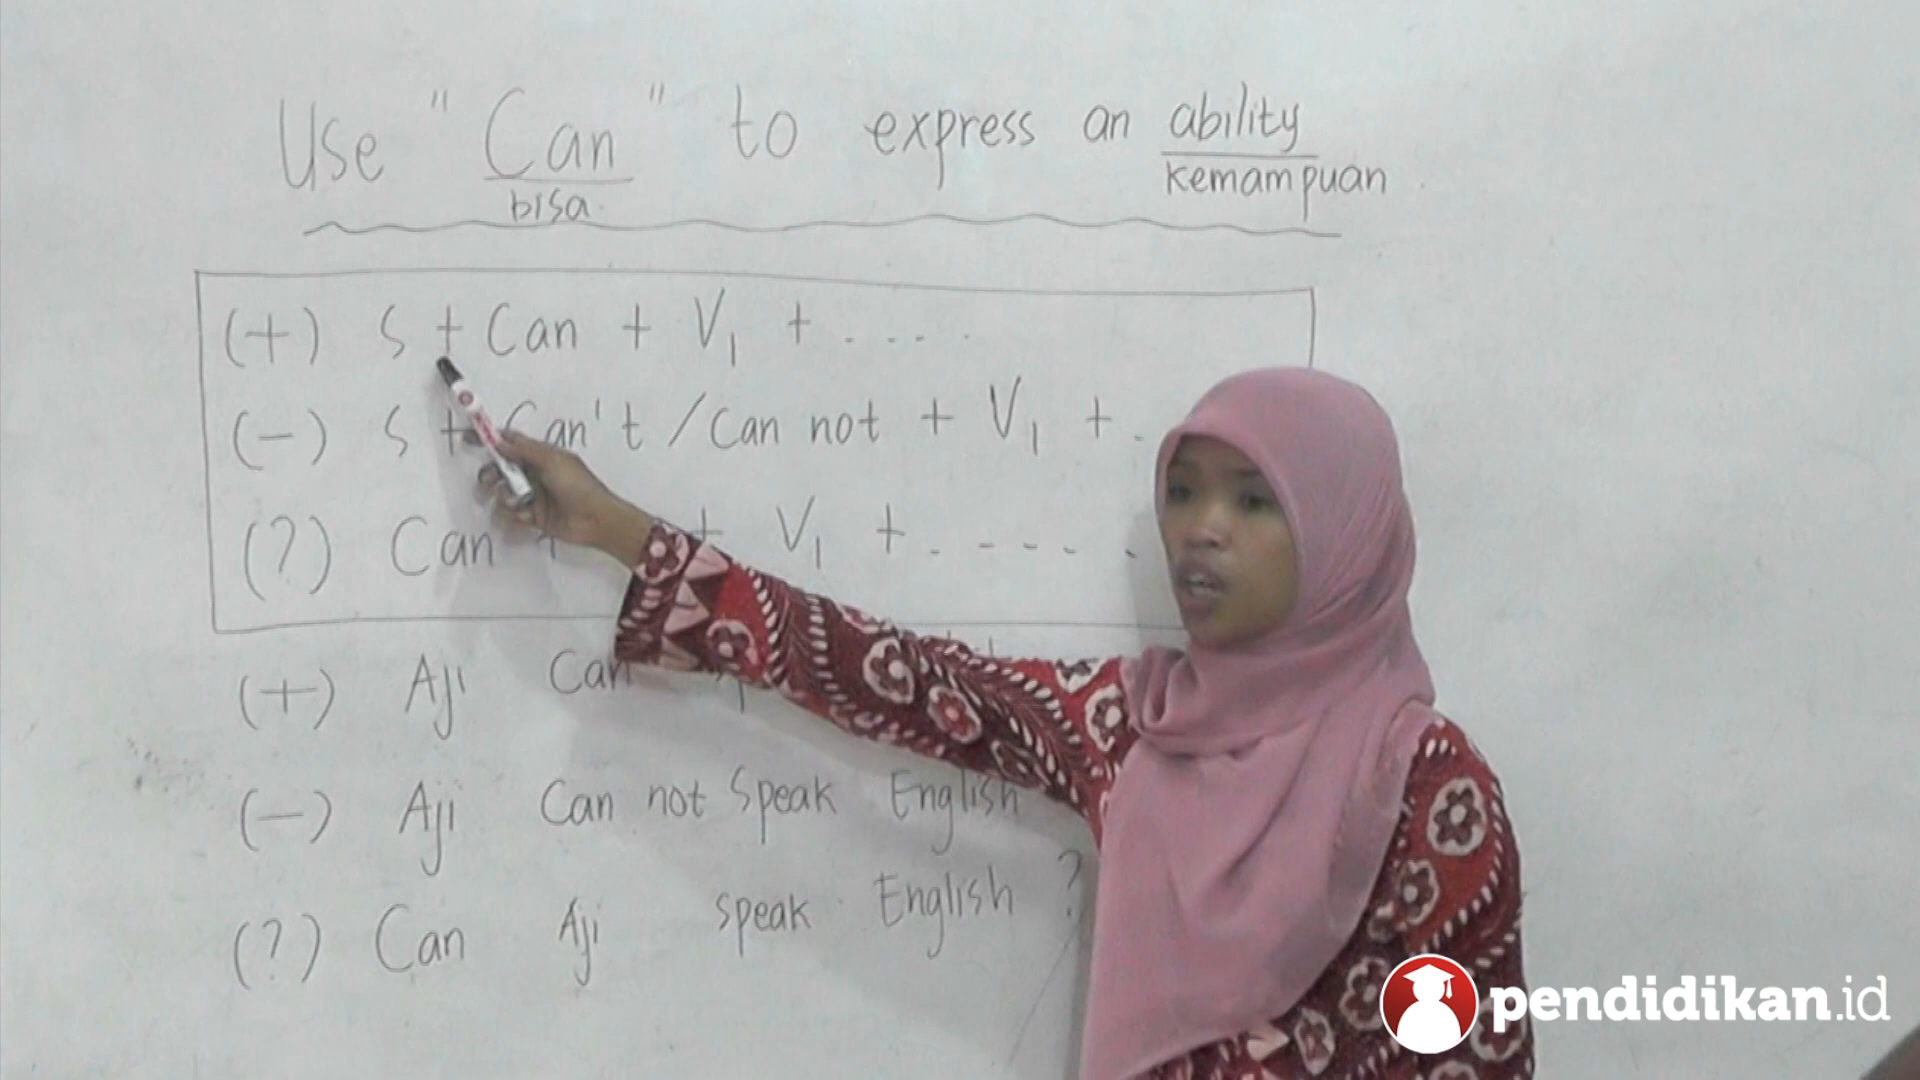 Use "Can" to express an ability
bisa kemampuan
(+) S + Can + V1 + ....
(-) S + Can't / Can not + V1 + .
(?) Can + + V1 + ......
(+) Aji Can
(-) Aji Can not Speak English
(?) Can Aji speak English ?
pendidikan.id